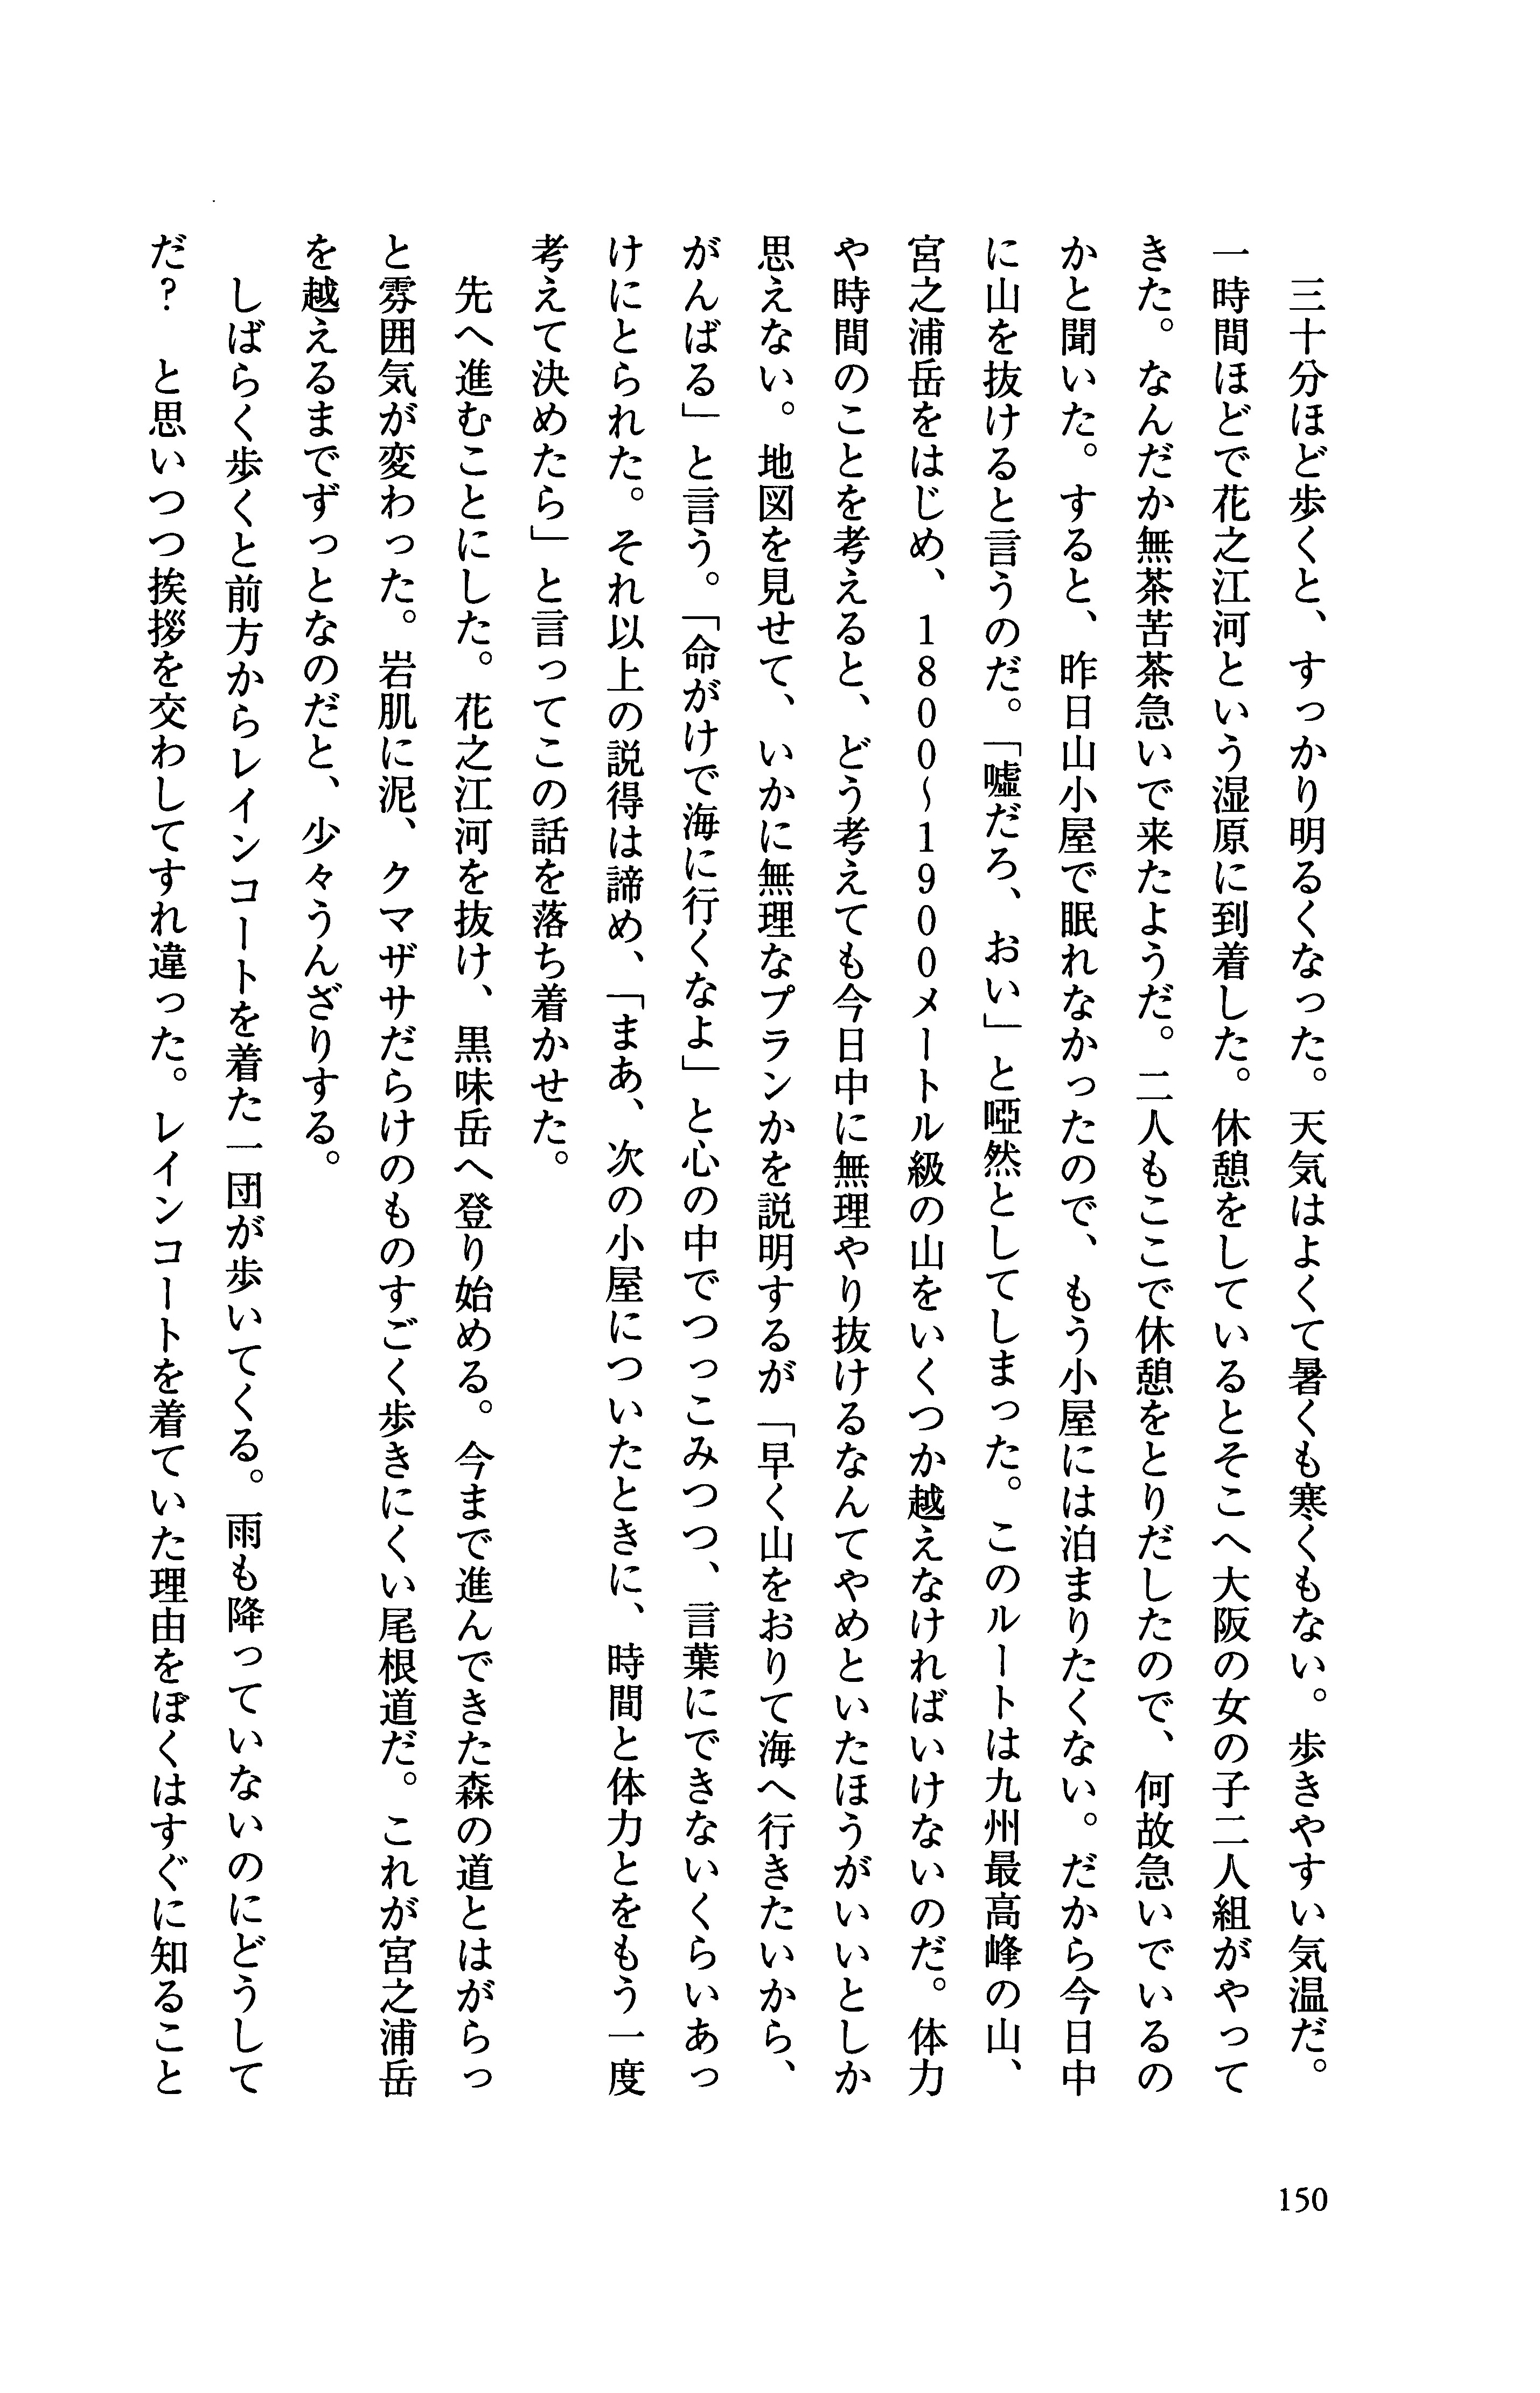 三十分ほど歩くと、すっかり明るくなった。天気はよくて暑くも寒くもない。歩きやすい気温だ。
一時間ほどで花之江河という湿原に到着した。休憩をしているとそこへ大阪の女の子二人組がやって
きた。なんだか無茶苦茶急いで来たようだ。二人もここで休憩をとりだしたので、何故急いでいるの
かと聞いた。すると、昨日山小屋で眠れなかったので、もう小屋には泊まりたくない。だから今日中
に山を抜けると言うのだ。「嘘だろ、おい」と啞然としてしまった。このルートは九州最高峰の山、
宮之浦岳をはじめ、1800～1900メートル級の山をいくつか越えなければいけないのだ。体力
や時間のことを考えると、どう考えても今日中に無理やり抜けるなんてやめといたほうがいいとしか
思えない。地図を見せて、いかに無理なプランかを説明するが「早く山をおりて海へ行きたいから、
がんばる」と言う。「命がけで海に行くなよ」と心の中でつっこみつつ、言葉にできないくらいあっ
けにとられた。それ以上の説得は諦め、「まあ、次の小屋についたときに、時間と体力とをもう一度
考えて決めたら」と言ってこの話を落ち着かせた。
　先へ進むことにした。花之江河を抜け、黒味岳へ登り始める。今まで進んできた森の道とはがらっ
と雰囲気が変わった。岩肌に泥、クマザサだらけのものすごく歩きにくい尾根道だ。これが宮之浦岳
を越えるまでずっとなのだと、少々うんざりする。
　しばらく歩くと前方からレインコートを着た一団が歩いてくる。雨も降っていないのにどうして
だ？　と思いつつ挨拶を交わしてすれ違った。レインコートを着ていた理由をぼくはすぐに知ること
150